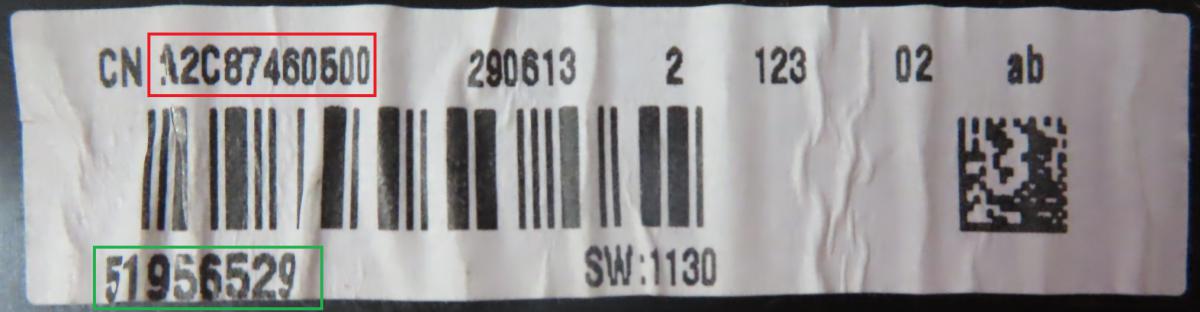 CN A2C87460500 290613 2 123 02 ab
51956529 SW:1130